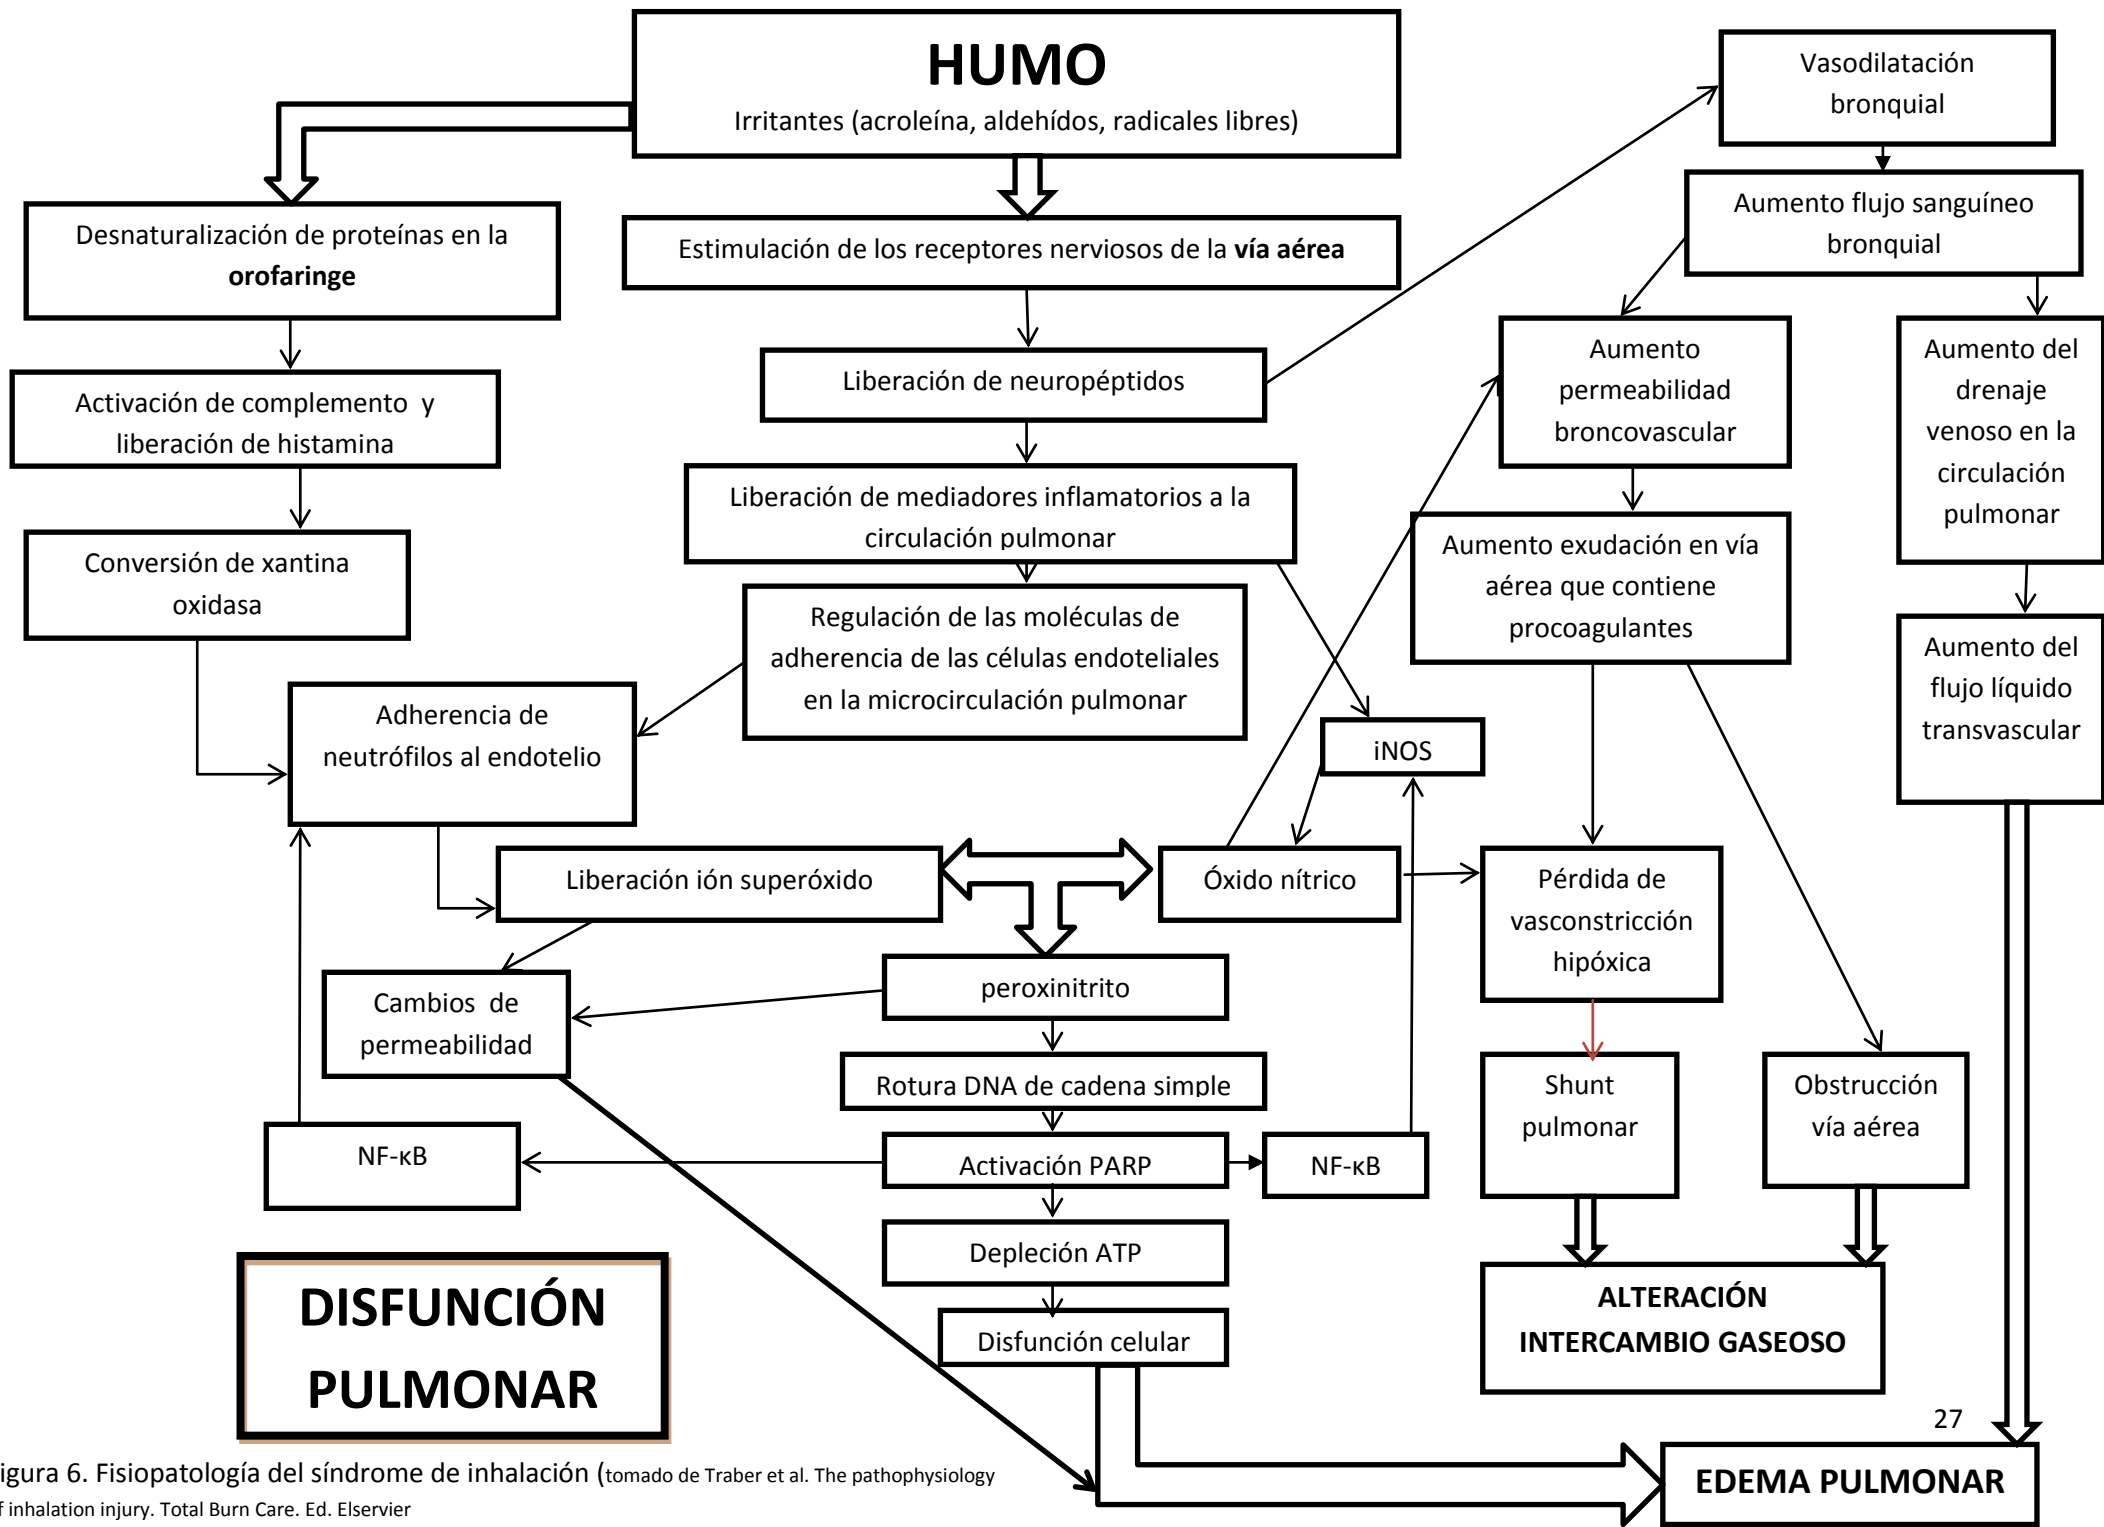 HUMO
Irritantes (acroleína, aldehídos, radicales libres)
Vasodilatación
bronquial
Aumento flujo sanguíneo
bronquial
Desnaturalización de proteínas en la
orofaringe
Estimulación de los receptores nerviosos de la vía aérea
Aumento
permeabilidad
broncovascular
Aumento del
drenaje
venoso en la
circulación
pulmonar
Liberación de neuropéptidos
Activación de complemento y
liberación de histamina
Liberación de mediadores inflamatorios a la
circulación pulmonar
Aumento exudación en vía
aérea que contiene
procoagulantes
Conversión de xantina
oxidasa
Regulación de las moléculas de
adherencia de las células endoteliales
en la microcirculación pulmonar
Aumento del
flujo líquido
transvascular
Adherencia de
neutrófilos al endotelio
iNOS
Liberación ión superóxido
Óxido nítrico
Pérdida de
vasconstricción
hipóxica
Cambios de
permeabilidad
peroxinitrito
Rotura DNA de cadena simple
Shunt
pulmonar
Obstrucción
vía aérea
NF-κB
Activación PARP
NF-κB
Depleción ATP
DISFUNCIÓN
PULMONAR
Disfunción celular
ALTERACIÓN
INTERCAMBIO GASEOSO
27
EDEMA PULMONAR
igura 6. Fisiopatología del síndrome de inhalación (tomado de Traber et al. The pathophysiology
f inhalation injury. Total Burn Care. Ed. Elservier